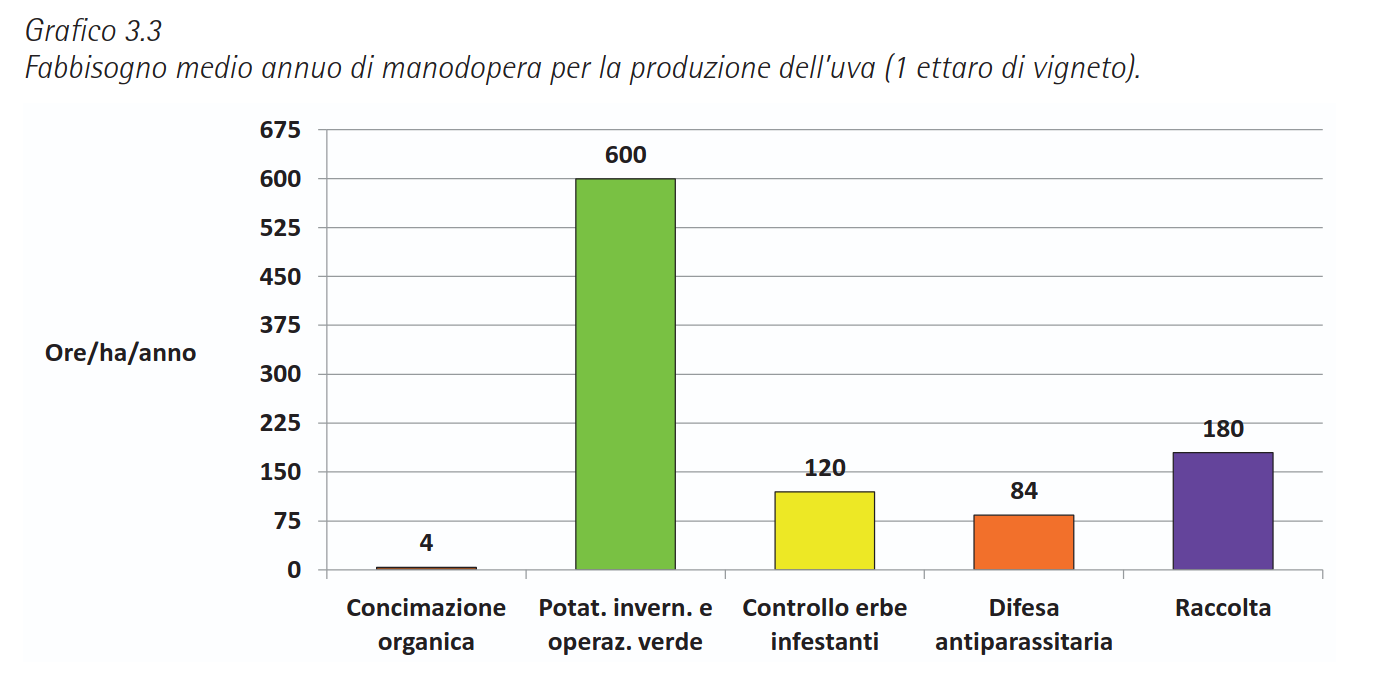 Grafico 3.3
Fabbisogno medio annuo di manodopera per la produzione dell'uva (1 ettaro di vigneto).
675
600
525
450
375
300
225
150
75
0
Ore/ha/anno
4
600
120
84
180
Concimazione
organica
Potat. invern. e
operaz. verde
Controllo erbe
infestanti
Difesa
antiparassitaria
Raccolta